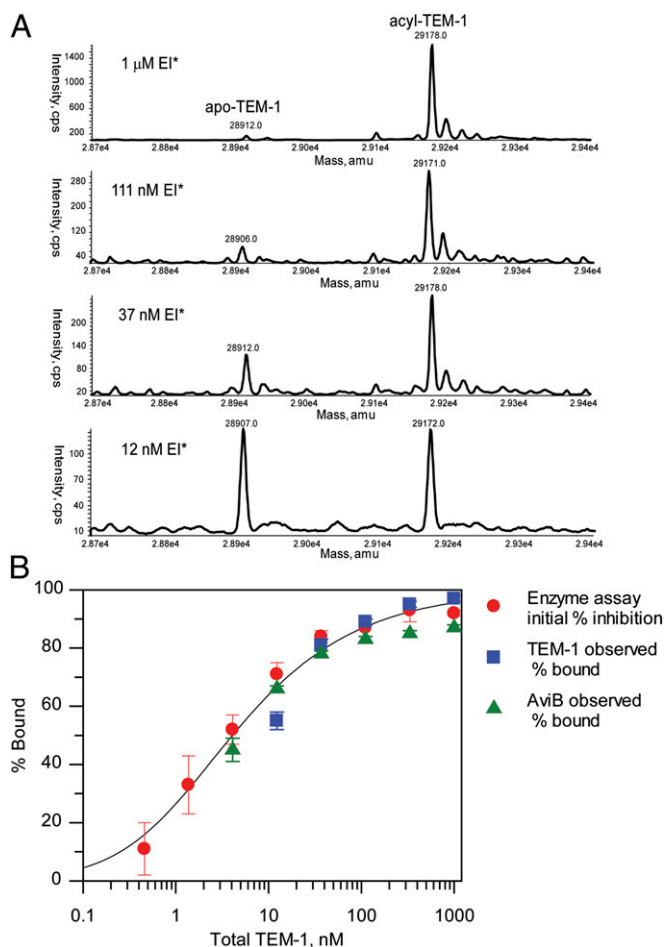 A
acyl-TEM-1
29178.0
1 μM EI*
apo-TEM-1
28912.0
Intensity, cps
1400
1000
600
200
2.87e4 2.88e4 2.89e4 2.90e4 2.91e4 2.92e4 2.93e4 2.94e4
Mass, amu
29171.0
111 nM EI*
28906.0
Intensity, cps
280
200
120
40
2.87e4 2.88e4 2.89e4 2.90e4 2.91e4 2.92e4 2.93e4 2.94e4
Mass, amu
29178.0
37 nM EI*
28912.0
Intensity, cps
200
140
80
20
2.87e4 2.88e4 2.89e4 2.90e4 2.91e4 2.92e4 2.93e4 2.94e4
Mass, amu
28907.0
29172.0
12 nM EI*
Intensity, cps
100
70
40
10
2.87e4 2.88e4 2.89e4 2.90e4 2.91e4 2.92e4 2.93e4 2.94e4
Mass, amu
B
% Bound
100
80
60
40
20
0
0.1 1 10 100 1000
Total TEM-1, nM
Enzyme assay
initial % inhibition
TEM-1 observed
% bound
AviB observed
% bound